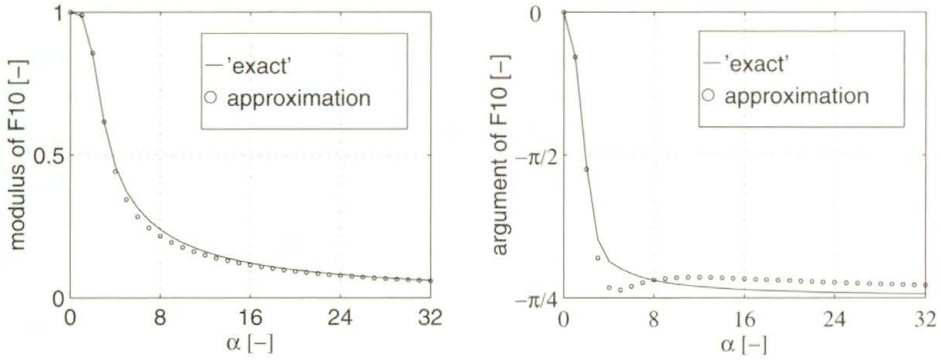 modulus of F10 [–]
1
0.5
0
'exact'
approximation
0 8 16 24 32
α [–]
argument of F10 [–]
0
−π/2
−π/4
'exact'
approximation
0 8 16 24 32
α [–]